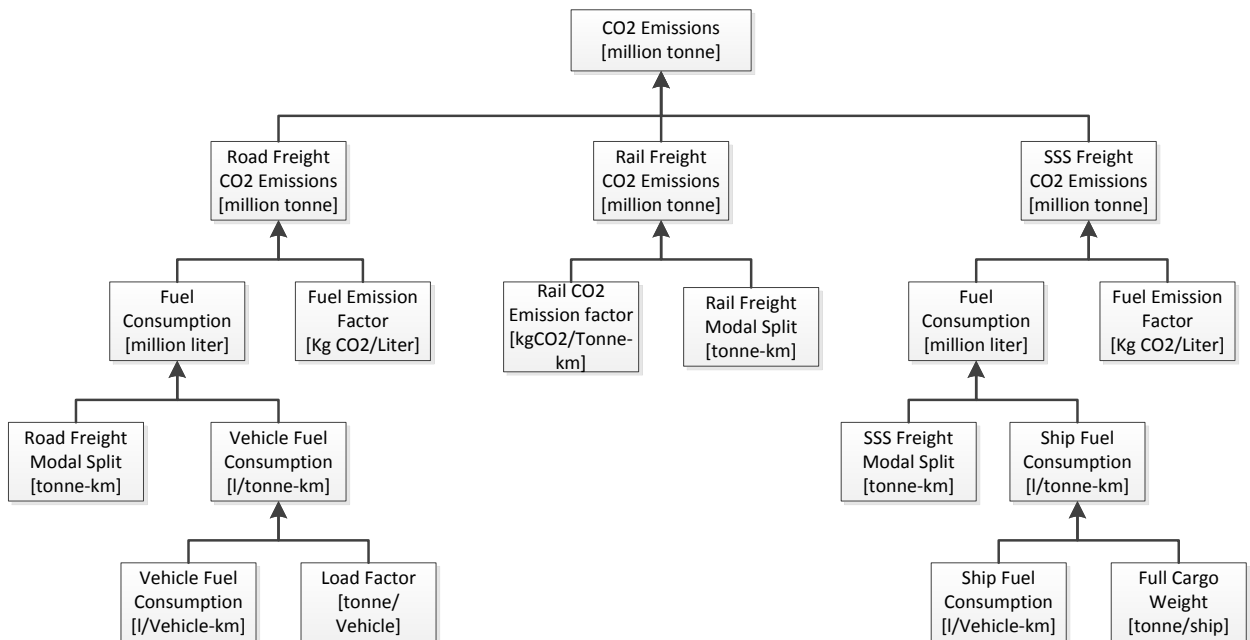 CO2 Emissions
[million tonne]
Road Freight
CO2 Emissions
[million tonne]
Rail Freight
CO2 Emissions
[million tonne]
SSS Freight
CO2 Emissions
[million tonne]
Fuel
Consumption
[million liter]
Fuel Emission
Factor
[Kg CO2/Liter]
Rail CO2
Emission factor
[kgCO2/Tonne-
km]
Rail Freight
Modal Split
[tonne-km]
Fuel
Consumption
[million liter]
Fuel Emission
Factor
[Kg CO2/Liter]
Road Freight
Modal Split
[tonne-km]
Vehicle Fuel
Consumption
[l/tonne-km]
SSS Freight
Modal Split
[tonne-km]
Ship Fuel
Consumption
[l/tonne-km]
Vehicle Fuel
Consumption
[l/Vehicle-km]
Load Factor
[tonne/
Vehicle]
Ship Fuel
Consumption
[l/Vehicle-km]
Full Cargo
Weight
[tonne/ship]